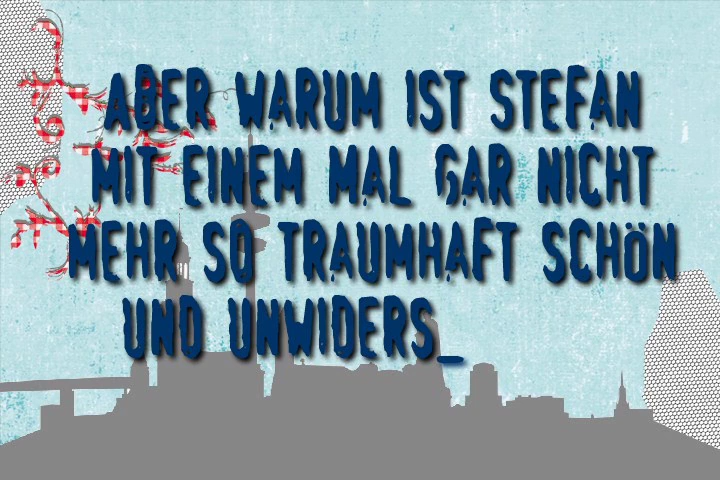 ABER WARUM IST STEFAN
MIT EINEM MAL GAR NICHT
MEHR SO TRAUMHAFT SCHÖN
UND UNWIDERS_